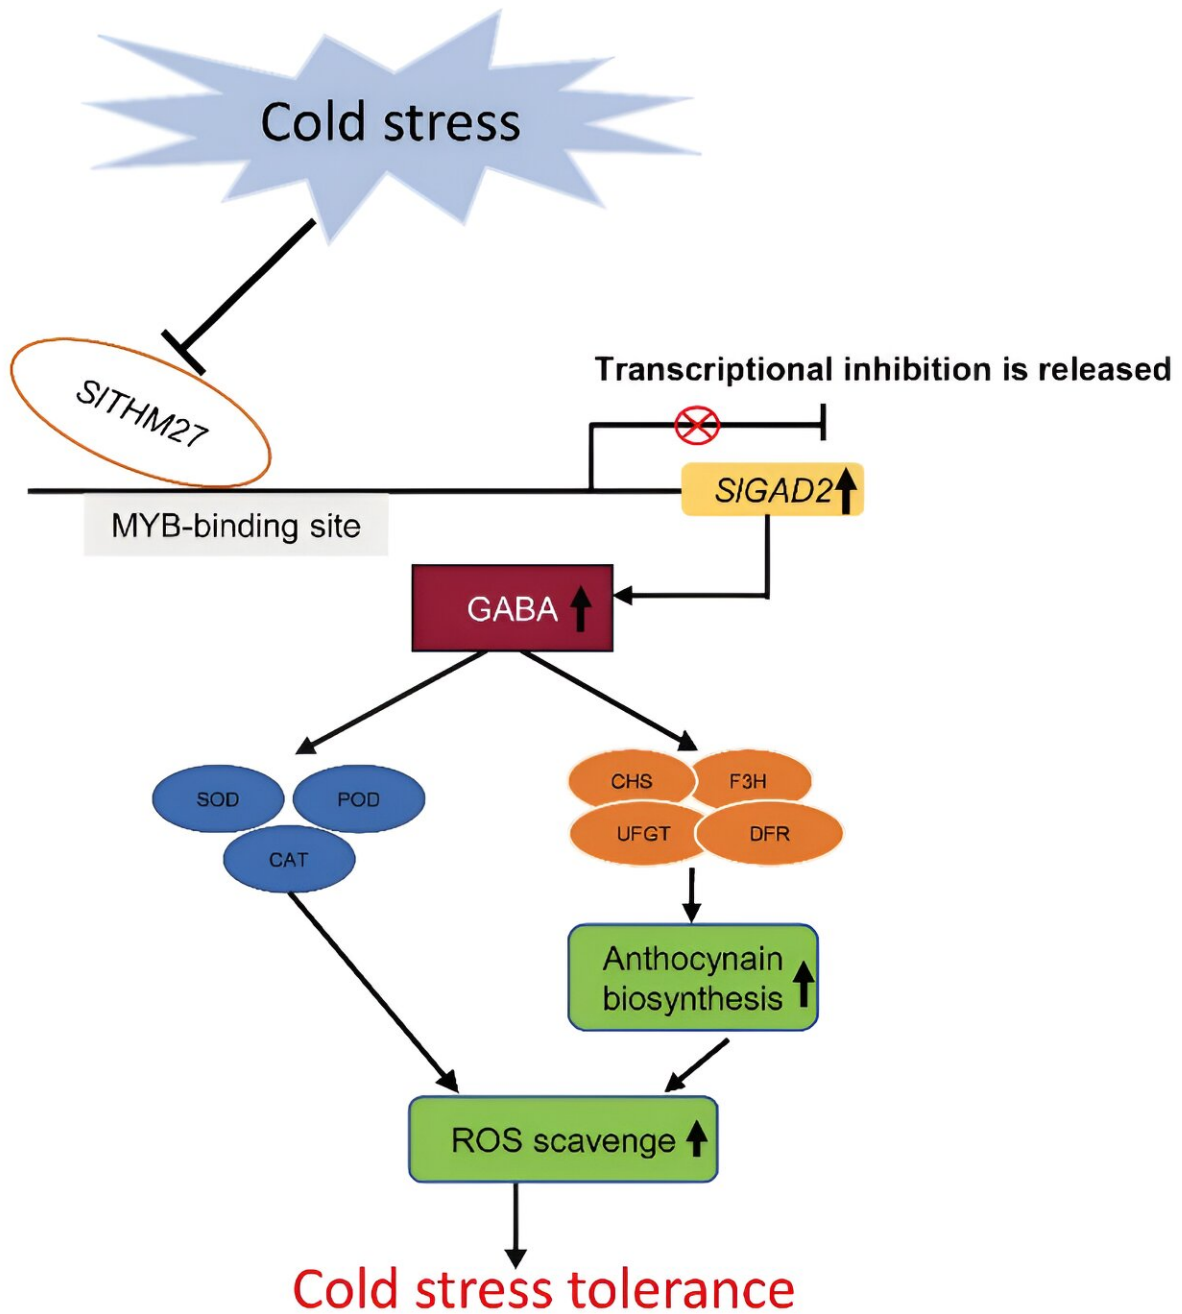 Cold stress
SlTHM27
Transcriptional inhibition is released
SlGAD2
MYB-binding site
GABA
SOD
POD
CAT
CHS
F3H
UFGT
DFR
Anthocynain
biosynthesis
ROS scavenge
Cold stress tolerance